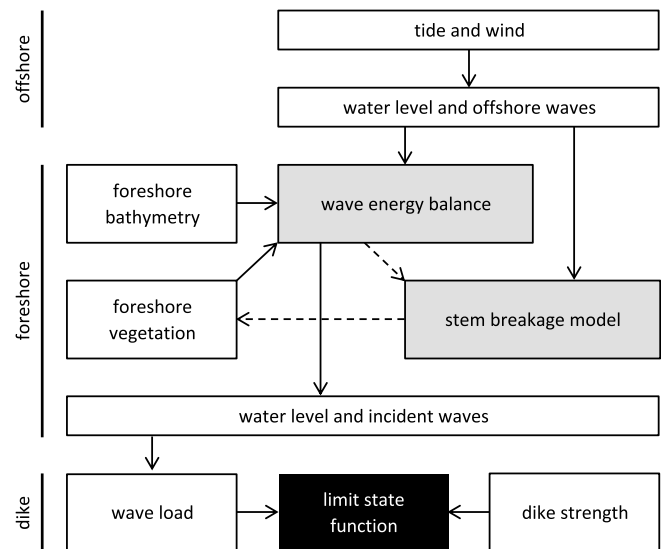 offshore
tide and wind
water level and offshore waves
foreshore
foreshore
bathymetry
wave energy balance
foreshore
vegetation
stem breakage model
water level and incident waves
dike
wave load
limit state
function
dike strength